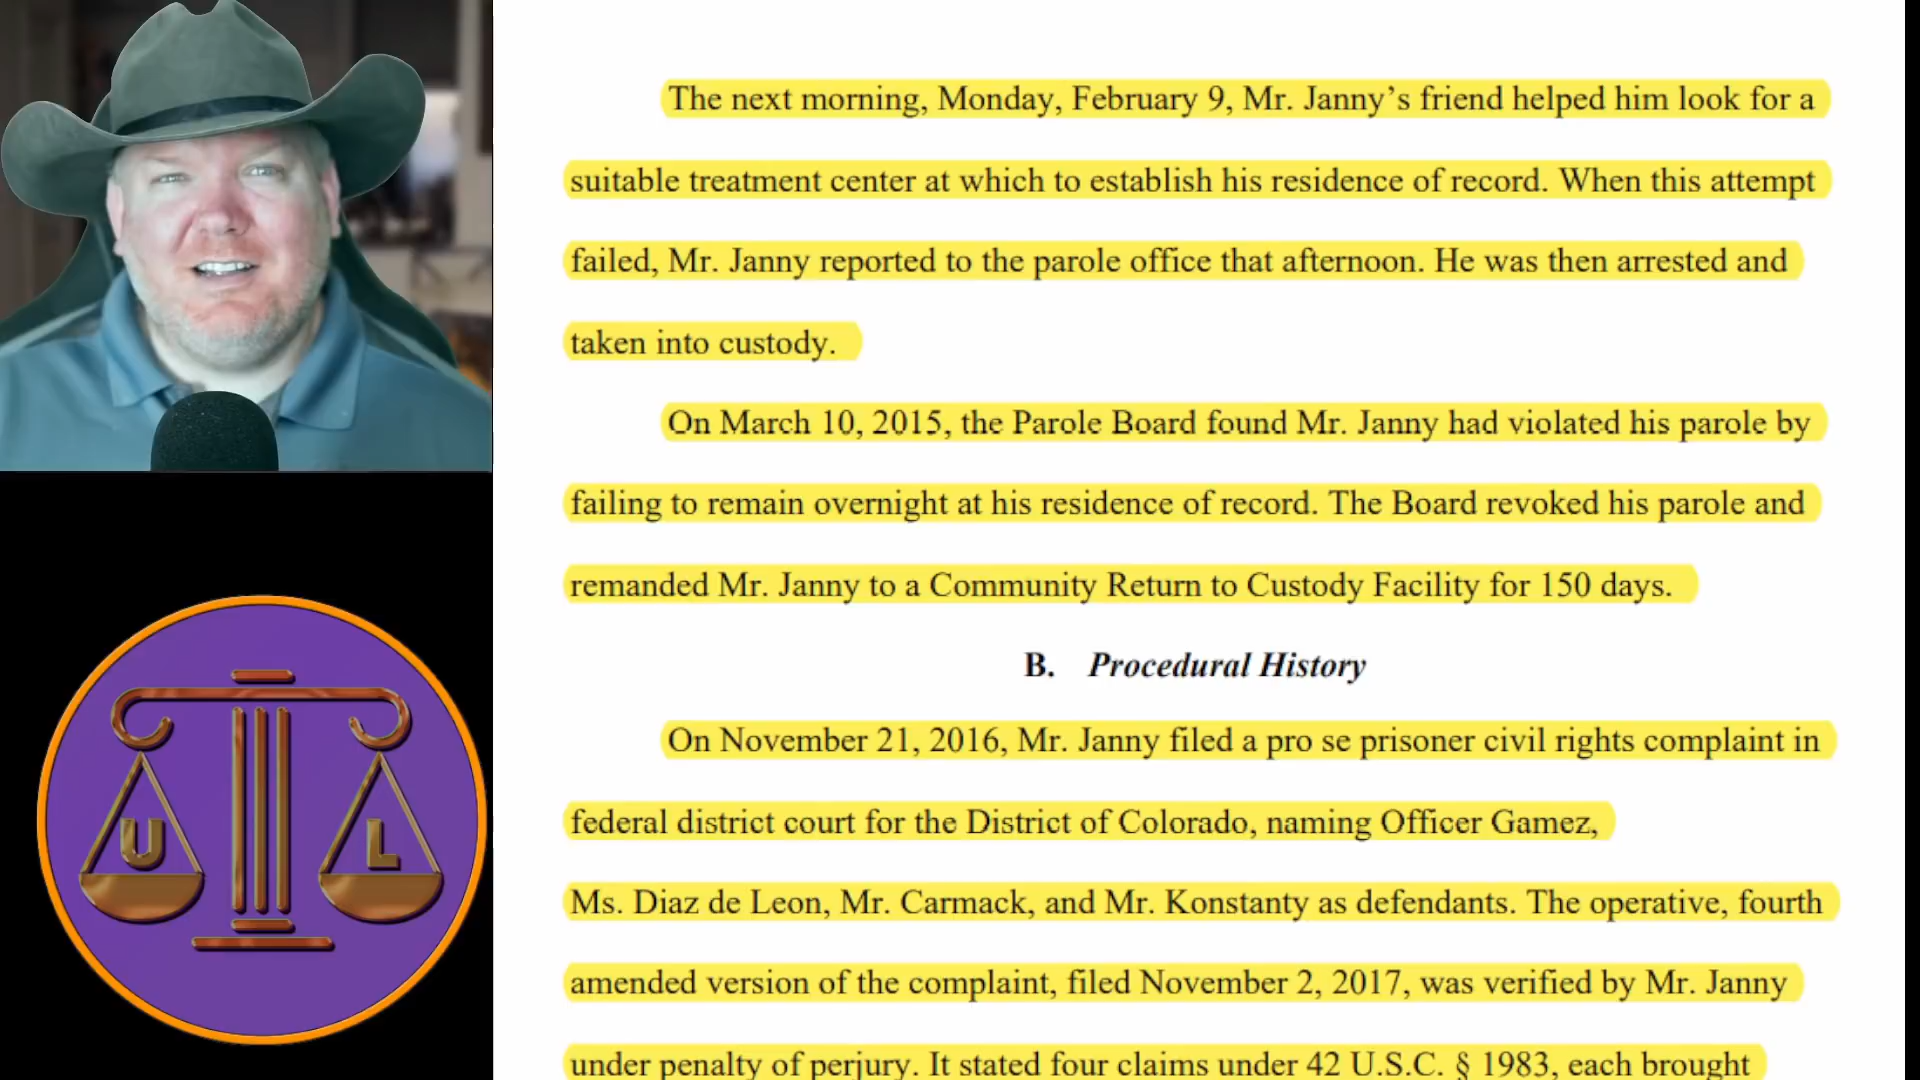 The next morning, Monday, February 9, Mr. Janny’s friend helped him look for a
suitable treatment center at which to establish his residence of record. When this attempt
failed, Mr. Janny reported to the parole office that afternoon. He was then arrested and
taken into custody.
On March 10, 2015, the Parole Board found Mr. Janny had violated his parole by
failing to remain overnight at his residence of record. The Board revoked his parole and
remanded Mr. Janny to a Community Return to Custody Facility for 150 days.
B. Procedural History
On November 21, 2016, Mr. Janny filed a pro se prisoner civil rights complaint in
federal district court for the District of Colorado, naming Officer Gamez,
Ms. Diaz de Leon, Mr. Carmack, and Mr. Konstanty as defendants. The operative, fourth
amended version of the complaint, filed November 2, 2017, was verified by Mr. Janny
under penalty of perjury. It stated four claims under 42 U.S.C. § 1983, each brought
U L